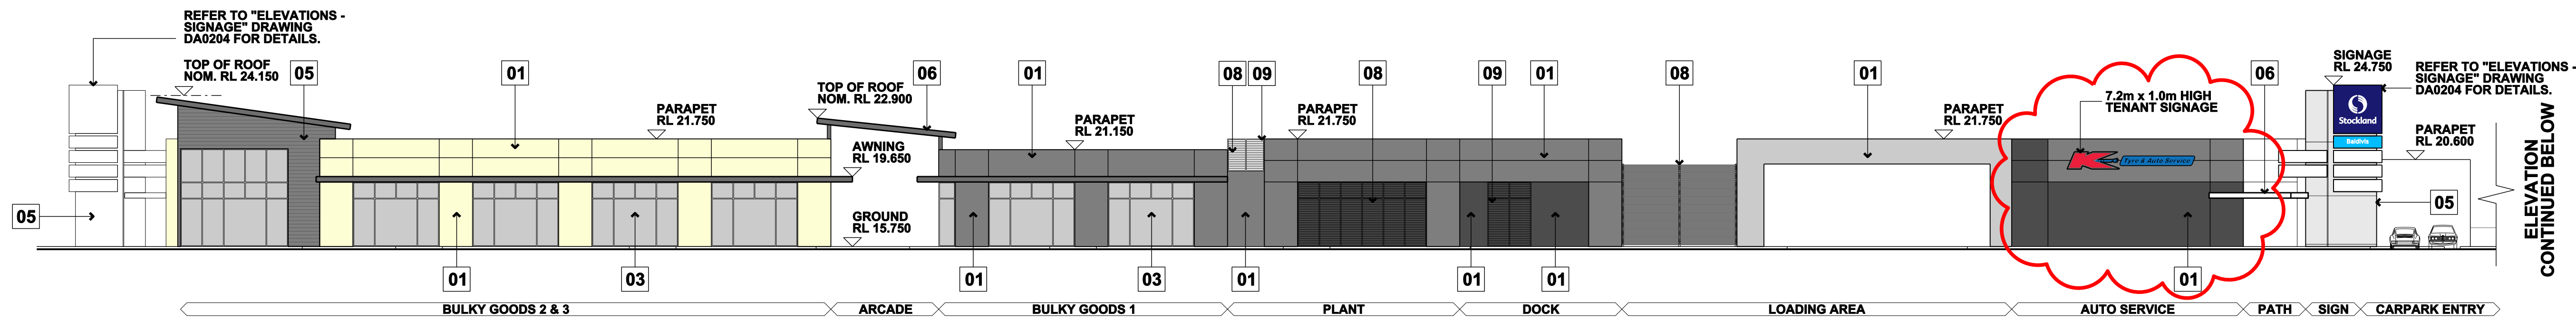 REFER TO "ELEVATIONS -
SIGNAGE" DRAWING
DA0204 FOR DETAILS.
TOP OF ROOF
NOM. RL 24.150
05
01
PARAPET
RL 21.750
TOP OF ROOF
NOM. RL 22.900
06
AWNING
RL 19.650
GROUND
RL 15.750
01
PARAPET
RL 21.150
08
09
PARAPET
RL 21.750
08
09
01
08
01
PARAPET
RL 21.750
7.2m x 1.0m HIGH
TENANT SIGNAGE
K
Tyre & Auto Service
06
SIGNAGE
RL 24.750
Stockland
Baldivis
REFER TO "ELEVATIONS -
SIGNAGE" DRAWING
DA0204 FOR DETAILS.
PARAPET
RL 20.600
05
05
01
03
01
03
01
01
01
01
ELEVATION
CONTINUED BELOW
BULKY GOODS 2 & 3
ARCADE
BULKY GOODS 1
PLANT
DOCK
LOADING AREA
AUTO SERVICE
PATH
SIGN
CARPARK ENTRY